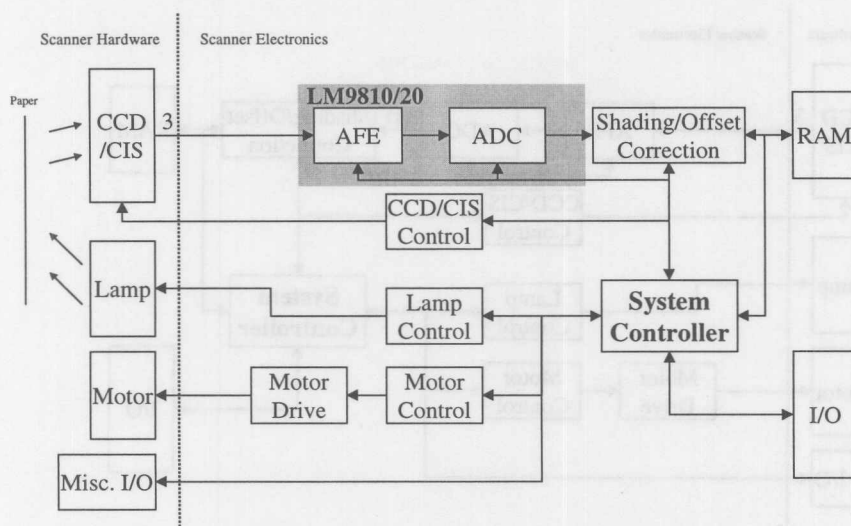 Scanner Hardware
Scanner Electronics
Paper
CCD
/CIS
3
LM9810/20
AFE
ADC
Shading/Offset
Correction
RAM
CCD/CIS
Control
Lamp
Lamp
Control
System
Controller
Motor
Motor
Drive
Motor
Control
I/O
Misc. I/O